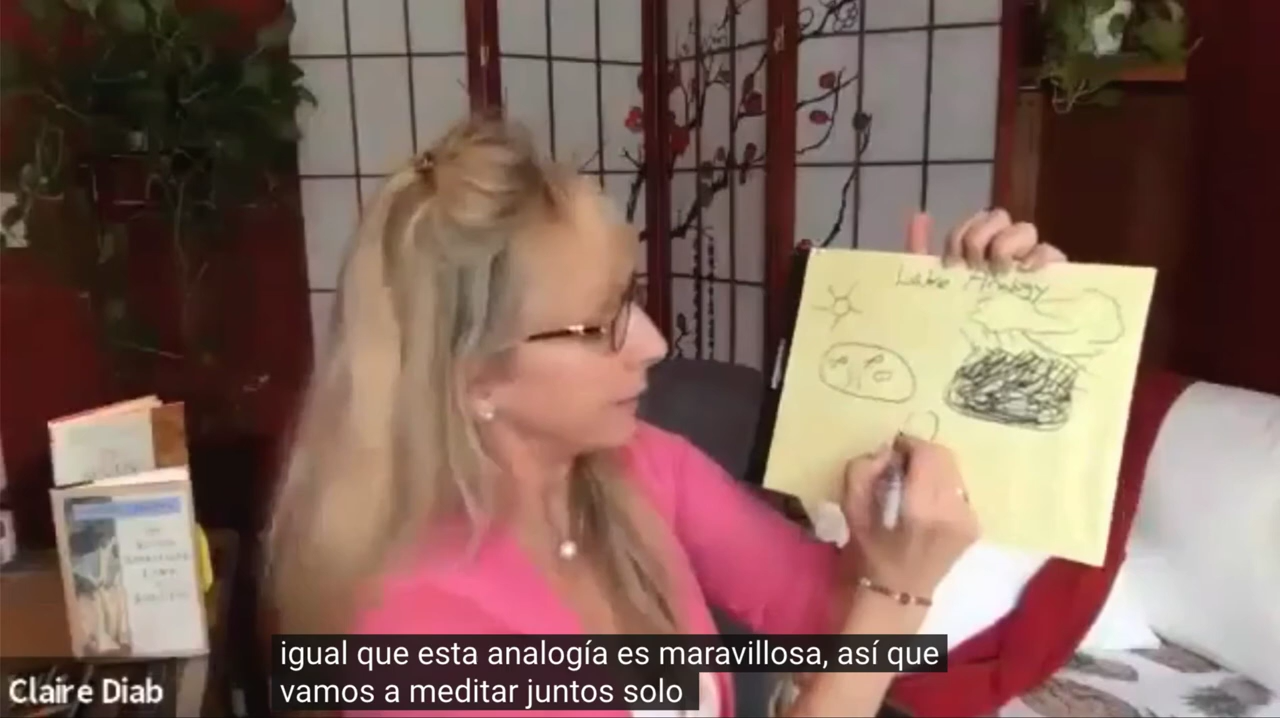 Lake Analogy
igual que esta analogía es maravillosa, así que
vamos a meditar juntos solo
Claire Diab